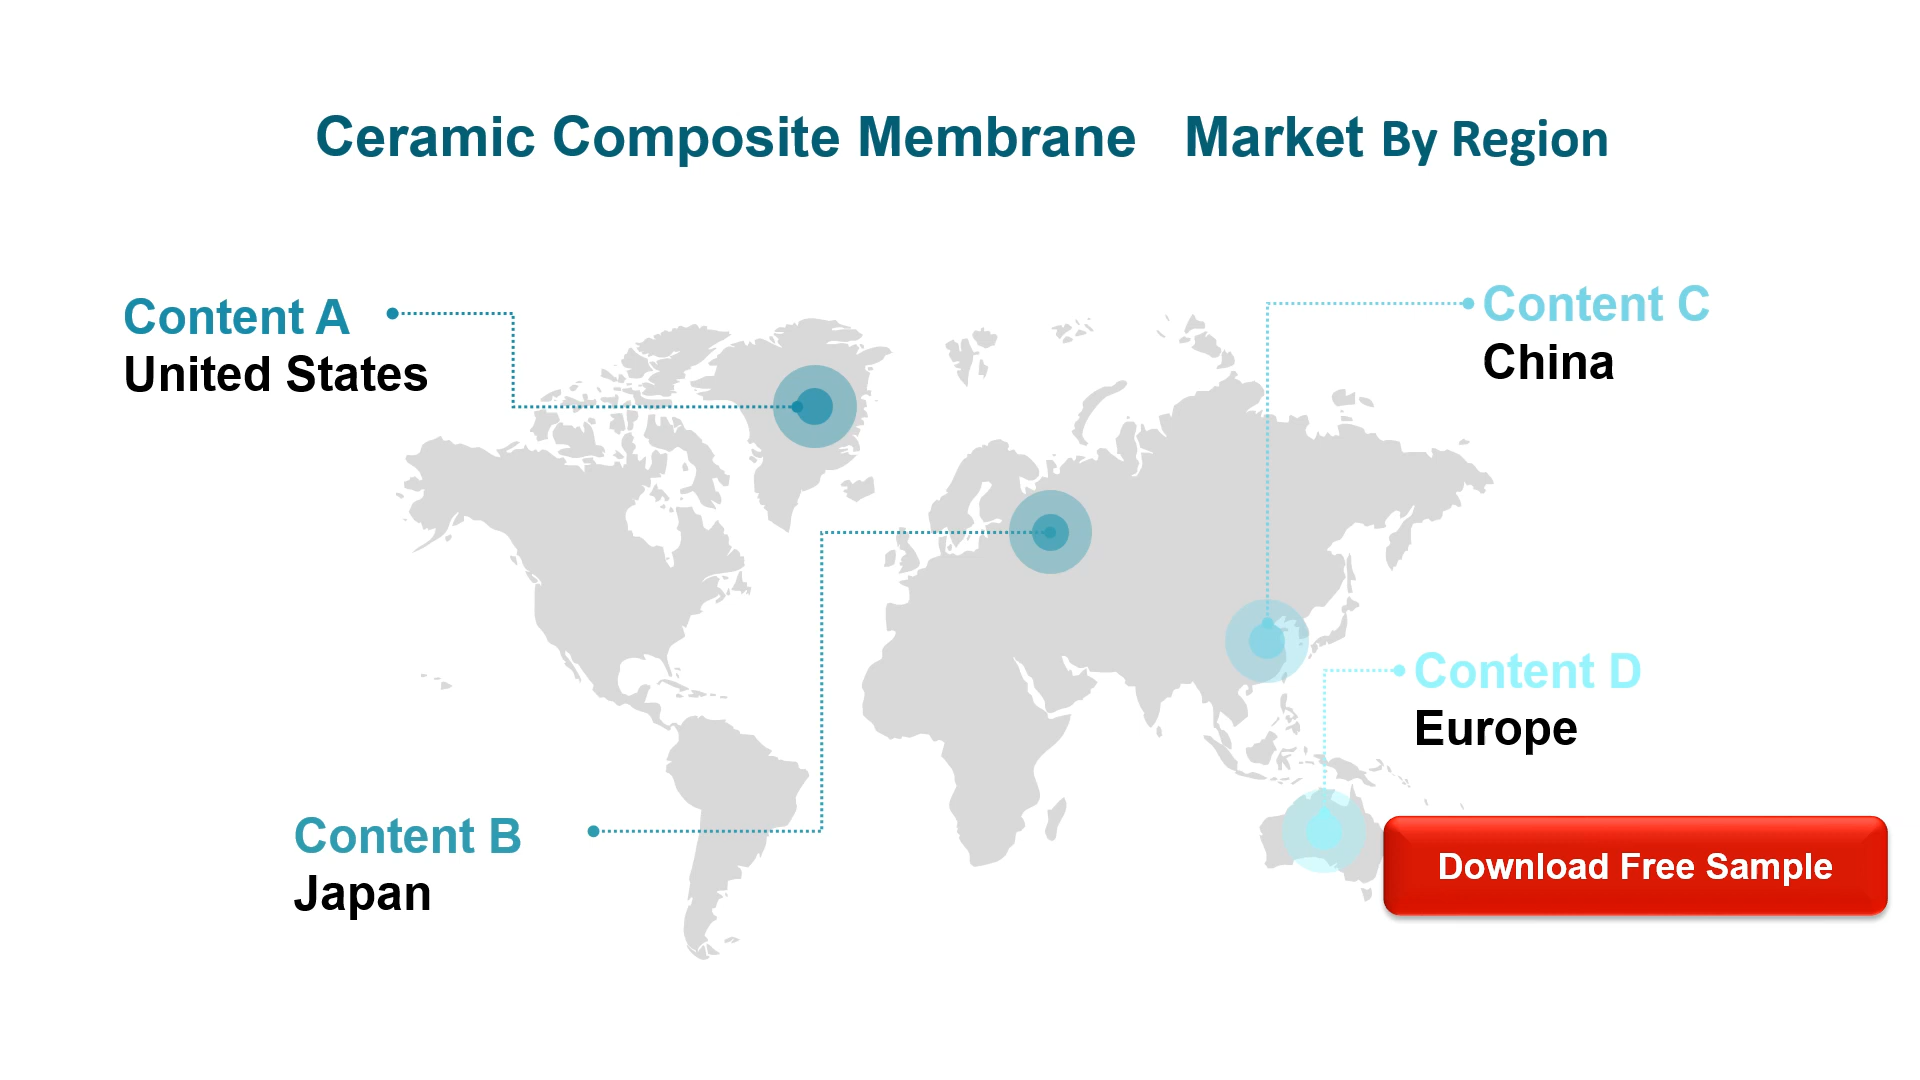 Ceramic Composite Membrane Market By Region
Content A
United States
Content C
China
Content D
Europe
Content B
Japan
Download Free Sample